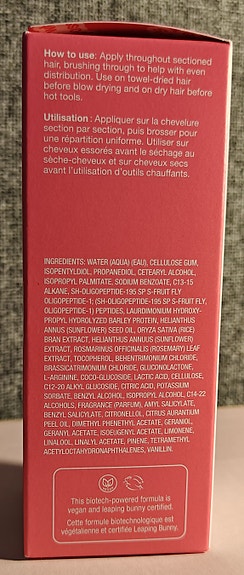 How to use: Apply throughout sectioned
hair, brushing through to help with even
distribution. Use on towel-dried hair
before blow drying and on dry hair before
hot tools.
Utilisation : Appliquer sur la chevelure
section par section, puis brosser pour
une répartition uniforme. Utiliser sur
cheveux essorés avant le séchage au
sèche-cheveux et sur cheveux secs
avant l'utilisation d'outils chauffants.
INGREDIENTS: WATER (AQUA) (EAU), CELLULOSE GUM,
ISOPENTYLDIOL, PROPANEDIOL, CETEARYL ALCOHOL,
ISOPROPYL PALMITATE, SODIUM BENZOATE, C13-15
ALKANE, SH-OLIGOPEPTIDE-195 SP S-FRUIT FLY
OLIGOPEPTIDE-1; (SH-OLIGOPEPTIDE-195 SP S-FRUIT FLY,
OLIGOPEPTIDE-1) PEPTIDES, LAURDIMONIUM HYDROXY-
PROPYL HYDROLYZED BARLEY PROTEIN, HELIANTHUS
ANNUS (SUNFLOWER) SEED OIL, ORYZA SATIVA (RICE)
BRAN EXTRACT, HELIANTHUS ANNUUS (SUNFLOWER)
EXTRACT, ROSMARINUS OFFICINALIS (ROSEMARY) LEAF
EXTRACT, TOCOPHEROL, BEHENTRIMONIUM CHLORIDE,
BRASSICATRIMONIUM CHLORIDE, GLUCONOLACTONE,
L-ARGININE, COCO-GLUCOSIDE, LACTIC ACID, CELLULOSE,
C12-20 ALKYL GLUCOSIDE, CITRIC ACID, POTASSIUM
SORBATE, BENZYL ALCOHOL, ISOPROPYL ALCOHOL, C14-22
ALCOHOLS, FRAGRANCE (PARFUM), AMYL SALICYLATE,
BENZYL SALICYLATE, CITRONELLOL, CITRUS AURANTIUM
PEEL OIL, DIMETHYL PHENETHYL ACETATE, GERANIOL,
GERANYL ACETATE, ISOEUGENYL ACETATE, LIMONENE,
LINALOOL, LINALYL ACETATE, PINENE, TETRAMETHYL
ACETYLOCTAHYDRONAPHTHALENES, VANILLIN.
This biotech-powered formula is
vegan and leaping bunny certified.
Cette formule biotechnologique est
végétalienne et certifiée Leaping Bunny.